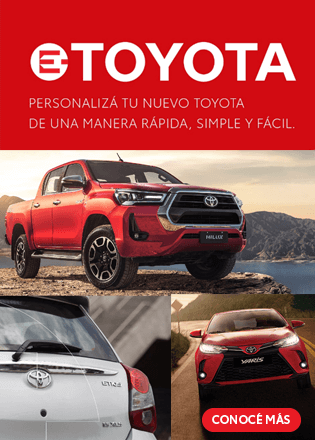 TOYOTA
PERSONALIZÁ TU NUEVO TOYOTA
DE UNA MANERA RÁPIDA, SIMPLE Y FÁCIL.
HILUX
ETIOS
YARIS
CONOCÉ MÁS